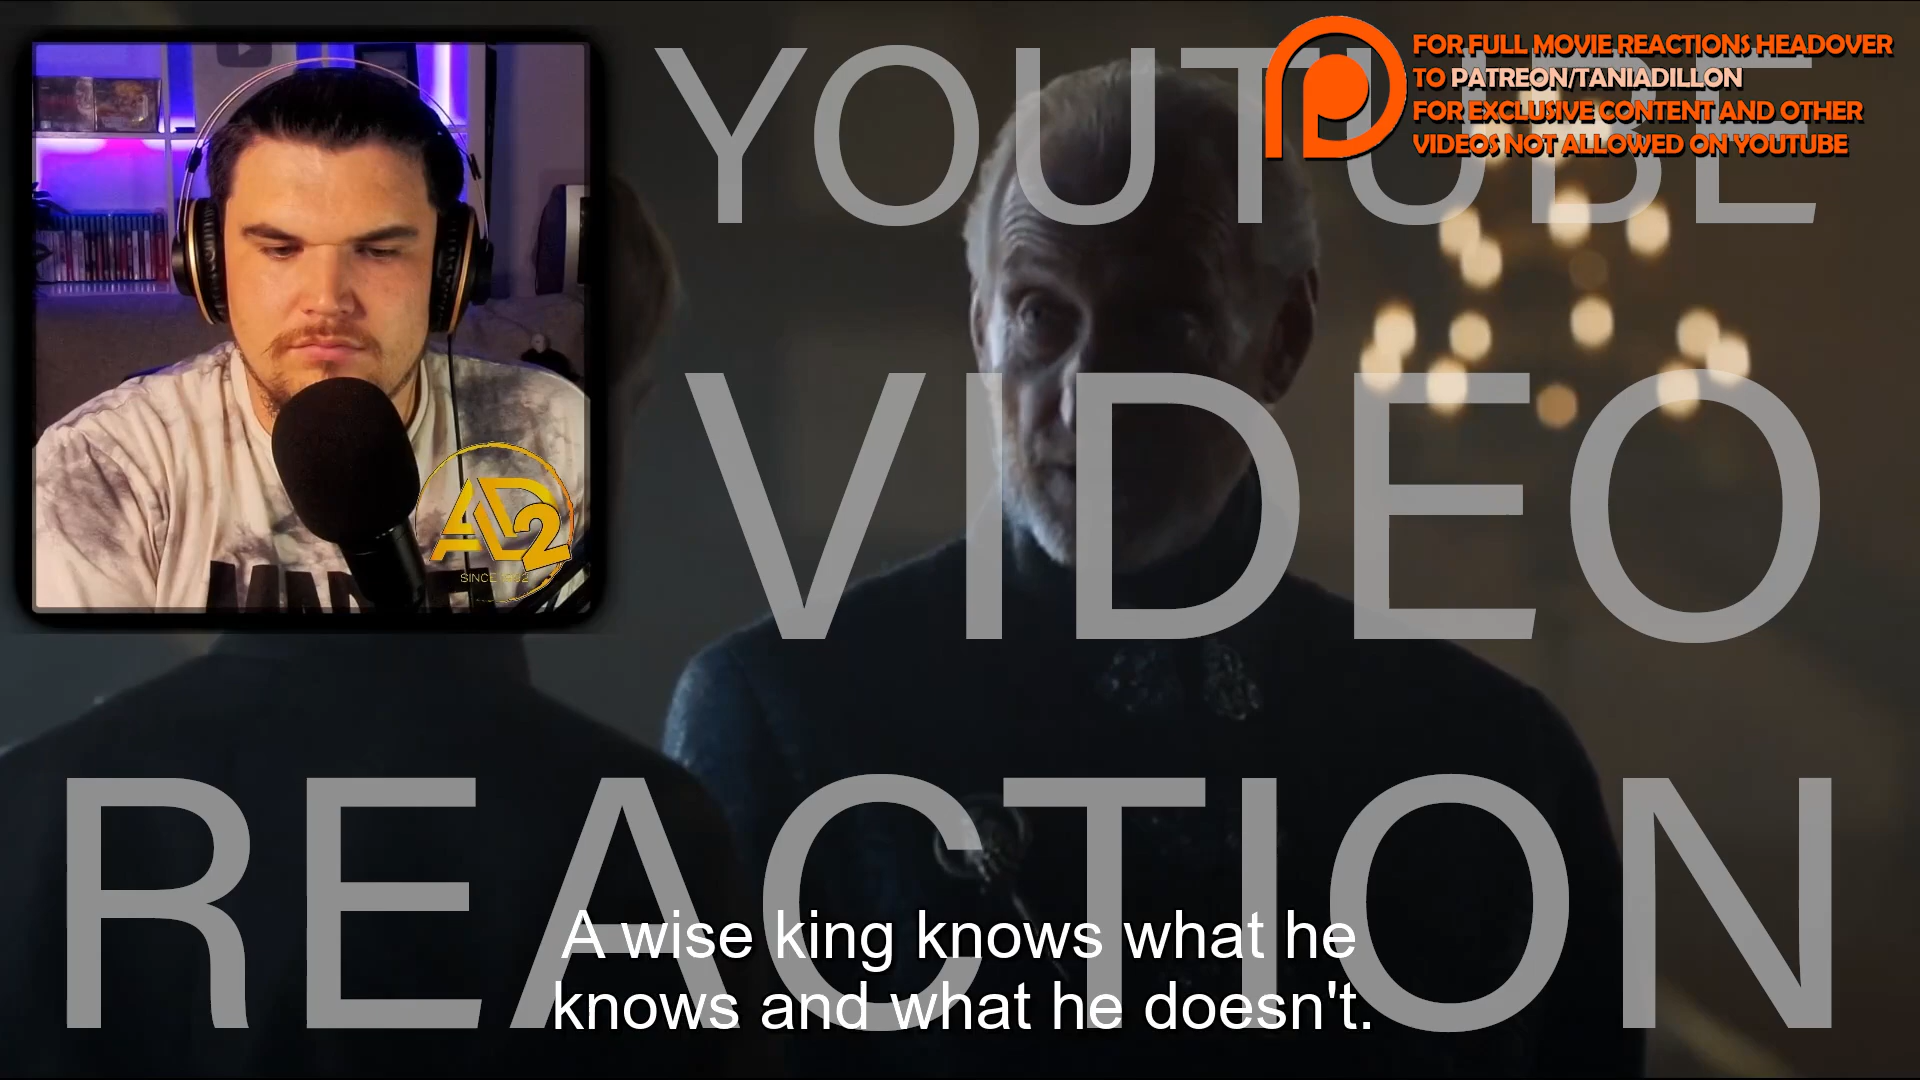 YOUTUBE
FOR FULL MOVIE REACTIONS HEADOVER
TO PATREON/TANIADILLON
FOR EXCLUSIVE CONTENT AND OTHER
VIDEOS NOT ALLOWED ON YOUTUBE
VIDEO
AD2
REACTION
A wise king knows what he
knows and what he doesn't.